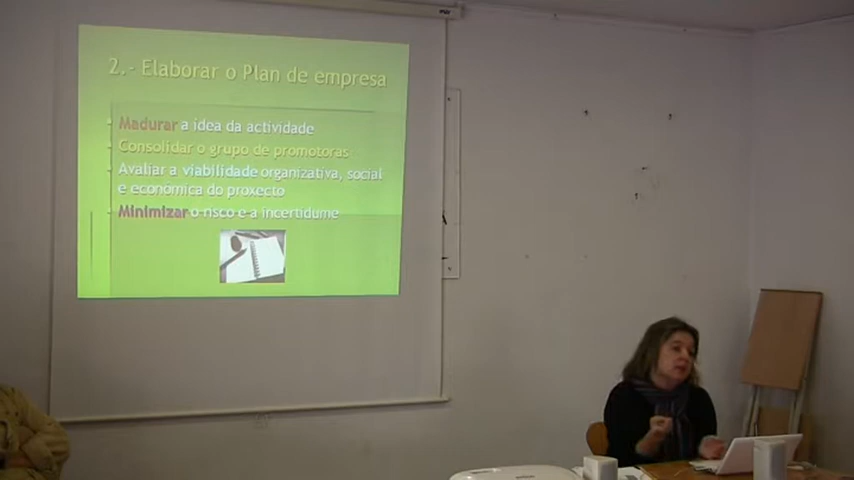 2.- Elaborar o Plan de empresa
Madurar a idea da actividade
Consolidar o grupo de promotoras
Avaliar a viabilidade organizativa, social
e económica do proxecto
Minimizar o risco e a incertidume